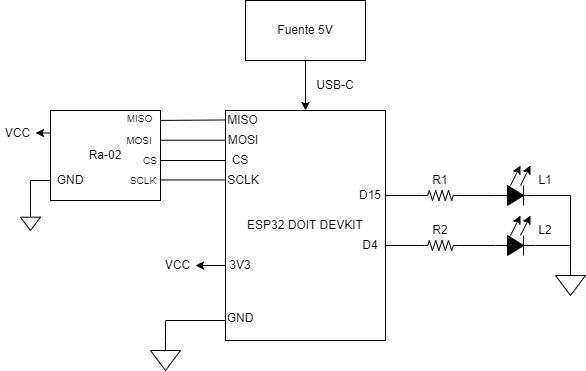 Fuente 5V
USB-C
MISO
MISO
VCC
MOSI
MOSI
Ra-02
CS
CS
GND
SCLK
SCLK
D15
R1
L1
ESP32 DOIT DEVKIT
D4
R2
L2
VCC
3V3
GND